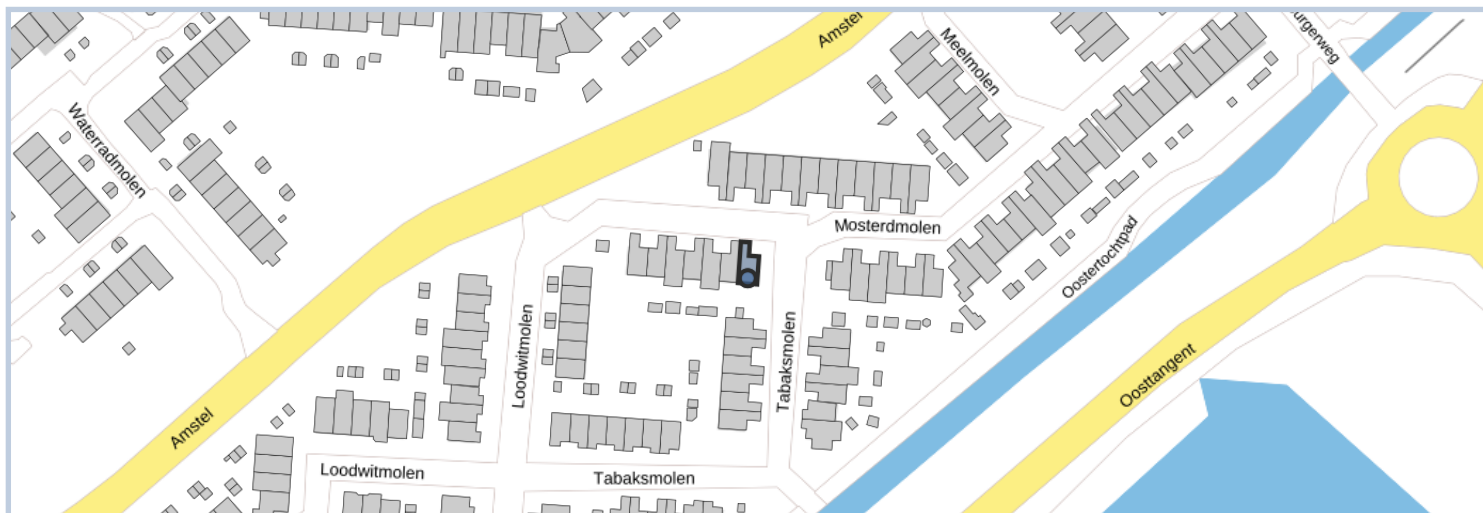 Amstel
Meelmolen
urgerweg
Waterradmolen
Mosterdmolen
Oostertochtpad
Loodwitmolen
Tabaksmolen
Oosttangent
Amstel
Loodwitmolen
Tabaksmolen